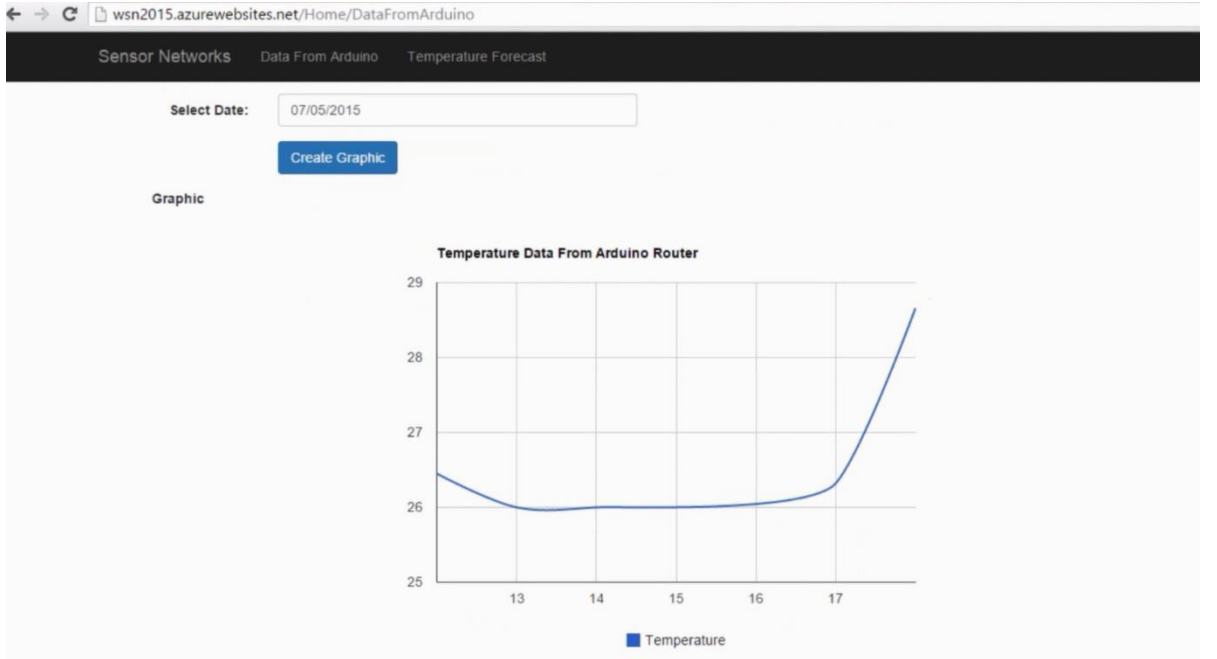 wsn2015.azurewebsites.net/Home/DataFromArduino
Sensor Networks Data From Arduino Temperature Forecast
Select Date: 07/05/2015
Create Graphic
Graphic
Temperature Data From Arduino Router
29
28
27
26
25
13 14 15 16 17
Temperature